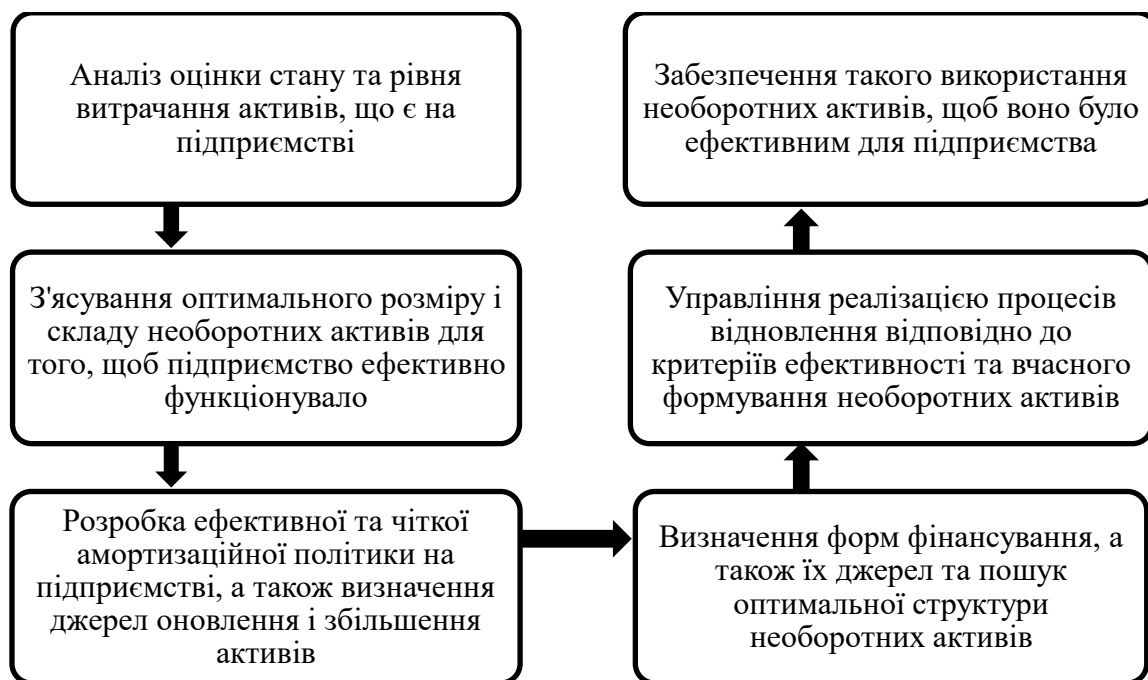 Аналіз оцінки стану та рівня
витрачання активів, що є на
підприємстві
З'ясування оптимального розміру і
складу необоротних активів для
того, щоб підприємство ефективно
функціонувало
Розробка ефективної та чіткої
амортизаційної політики на
підприємстві, а також визначення
джерел оновлення і збільшення
активів
Визначення форм фінансування, а
також їх джерел та пошук
оптимальної структури
необоротних активів
Управління реалізацією процесів
відновлення відповідно до
критеріїв ефективності та вчасного
формування необоротних активів
Забезпечення такого використання
необоротних активів, щоб воно було
ефективним для підприємства